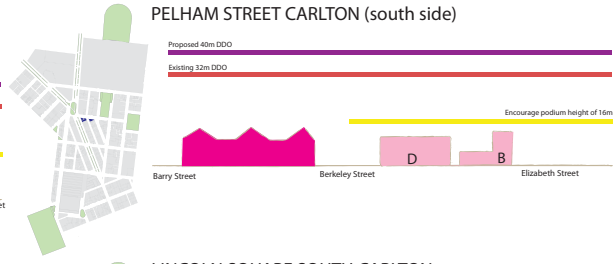 PELHAM STREET CARLTON (south side)
Proposed 40m DDO
Existing 32m DDO
Encourage podium height of 16m
D
B
Barry Street
Berkeley Street
Elizabeth Street
et